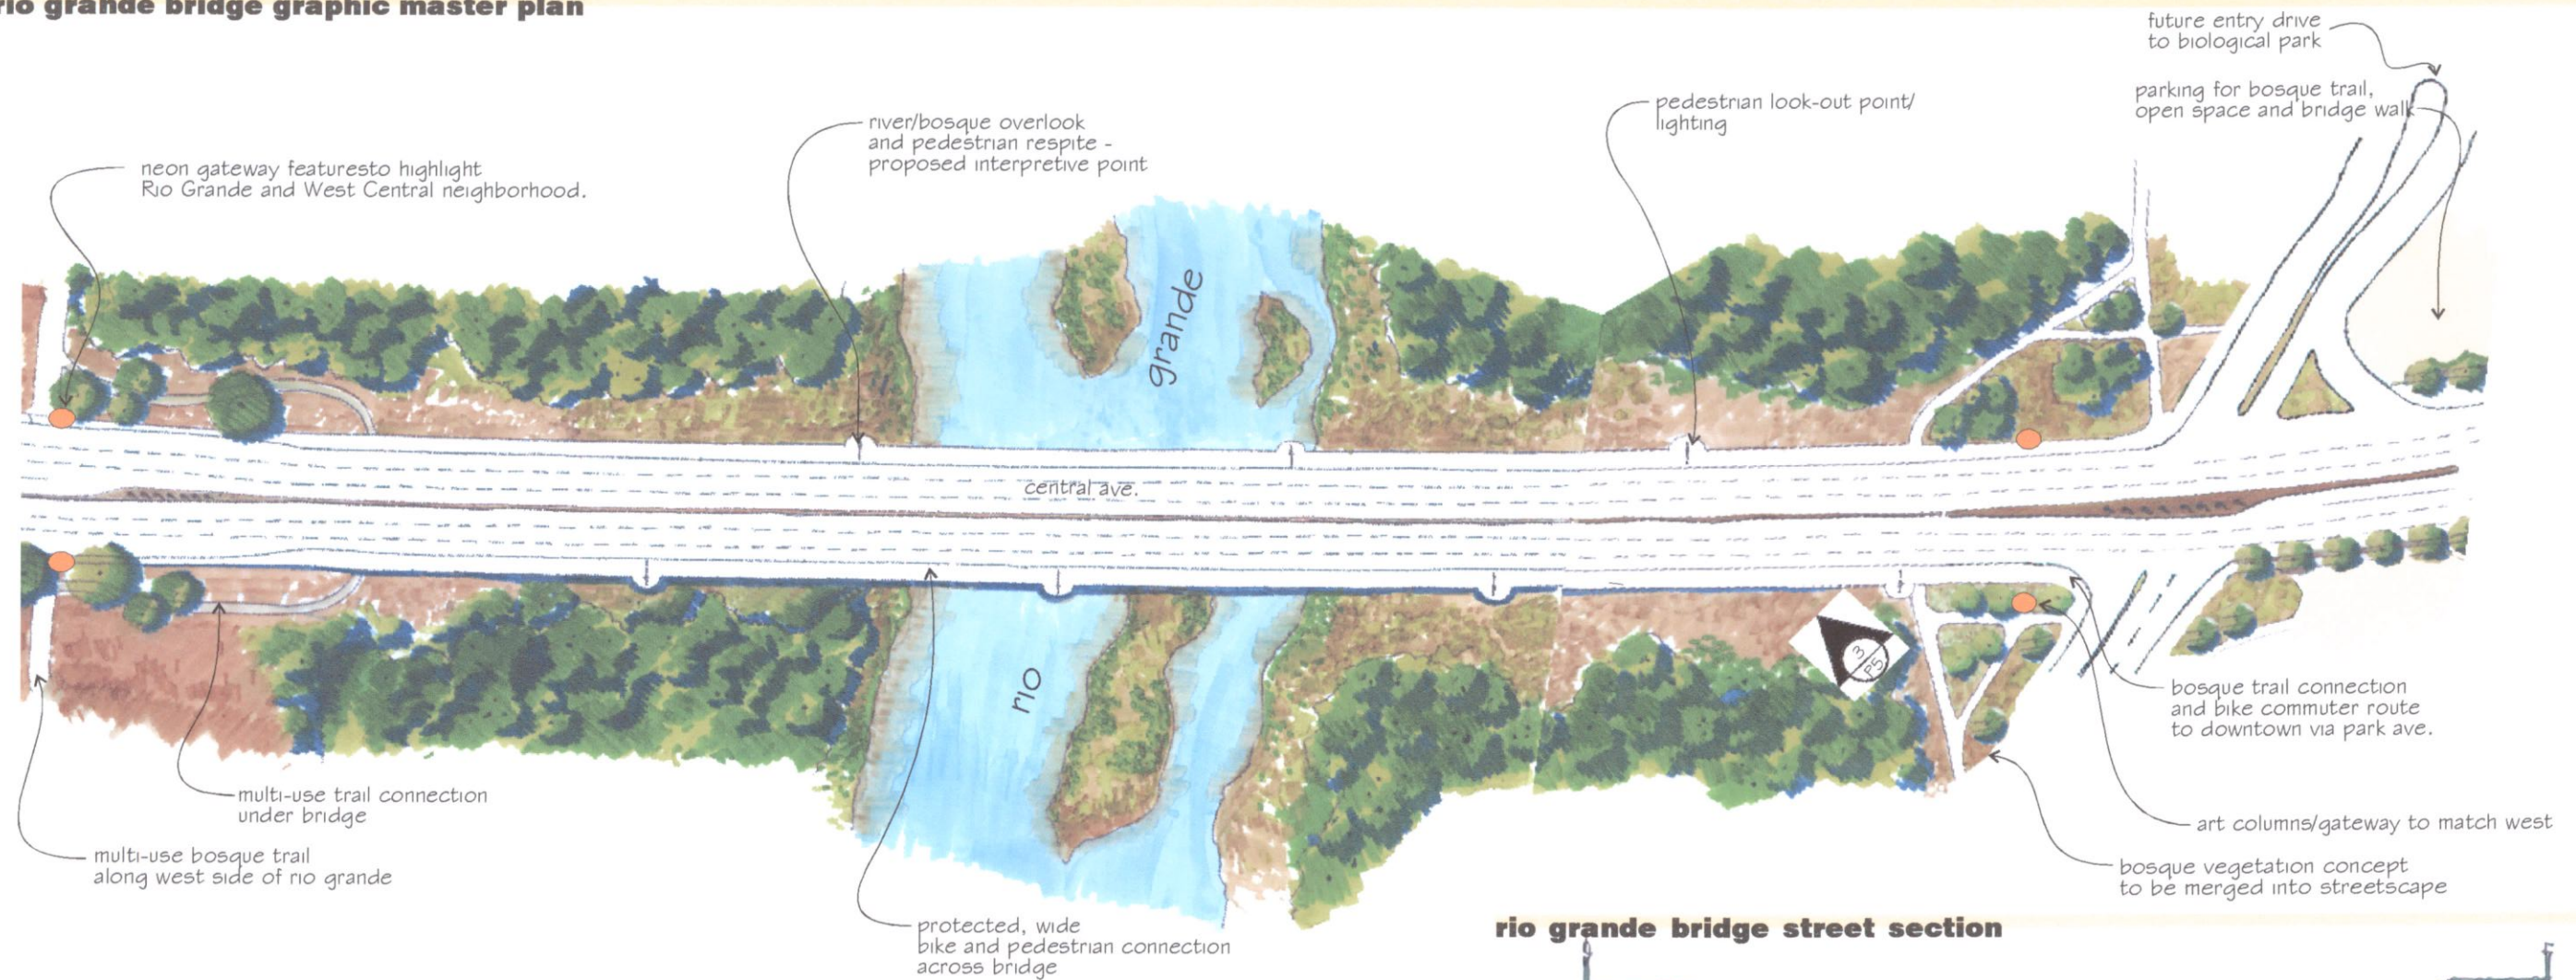 rio grande bridge graphic master plan
future entry drive
to biological park
parking for bosque trail,
open space and bridge walk
pedestrian look-out point/
lighting
river/bosque overlook
and pedestrian respite -
proposed interpretive point
neon gateway featuresto highlight
Rio Grande and West Central neighborhood.
grande
central ave.
rio
3
P5
bosque trail connection
and bike commuter route
to downtown via park ave.
multi-use trail connection
under bridge
art columns/gateway to match west
multi-use bosque trail
along west side of rio grande
bosque vegetation concept
to be merged into streetscape
protected, wide
bike and pedestrian connection
across bridge
rio grande bridge street section